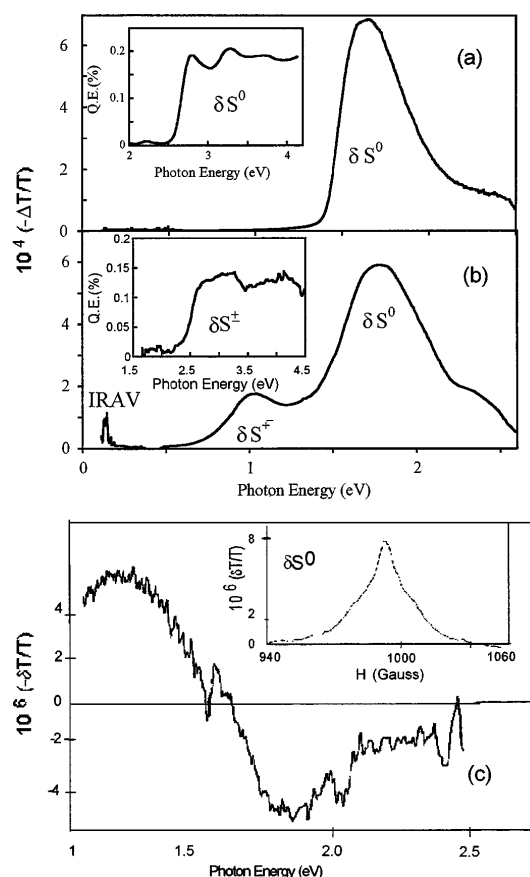 6
4
2
0
10⁴ (-ΔT/T)
(a)
δS⁰
0.2
0.1
0
Q.E.(%)
δS⁰
2 3 4
Photon Energy (eV)
6
4
2
0
(b)
δS⁰
δS∓
IRAV
0.2
0.15
0.1
0.05
0
Q.E.(%)
δS±
1.5 2.5 3.5 4.5
Photon Energy (eV)
0 1 2
Photon Energy (eV)
4
2
0
-2
-4
10⁶ (-δT/T)
(c)
8
2
0
10⁶ (δT/T)
δS⁰
940 1000 1060
H (Gauss)
1 1.5 2.0 2.5
Photon Energy (eV)